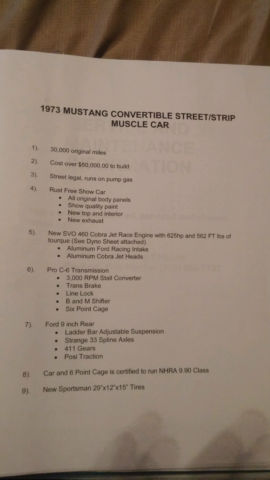 1973 MUSTANG CONVERTIBLE STREET/STRIP
MUSCLE CAR
1). 30,000 original miles
2). Cost over $50,000.00 to build
3). Street legal, runs on pump gas
4). Rust Free Show Car
• All original body panels
• Show quality paint
• New top and interior
• New exhaust
5). New SVO 460 Cobra Jet Race Engine with 625hp and 562 FT lbs of
tourque (See Dyno Sheet attached)
• Aluminum Ford Racing Intake
• Aluminum Cobra Jet Heads
6). Pro C-6 Transmission
• 3,000 RPM Stall Converter
• Trans Brake
• Line Lock
• B and M Shifter
• Six Point Cage
7). Ford 9 inch Rear
• Ladder Bar Adjustable Suspension
• Strange 33 Spline Axles
• 411 Gears
• Posi Traction
8). Car and 6 Point Cage is certified to run NHRA 9.90 Class
9). New Sportsman 29"x12"x15" Tires